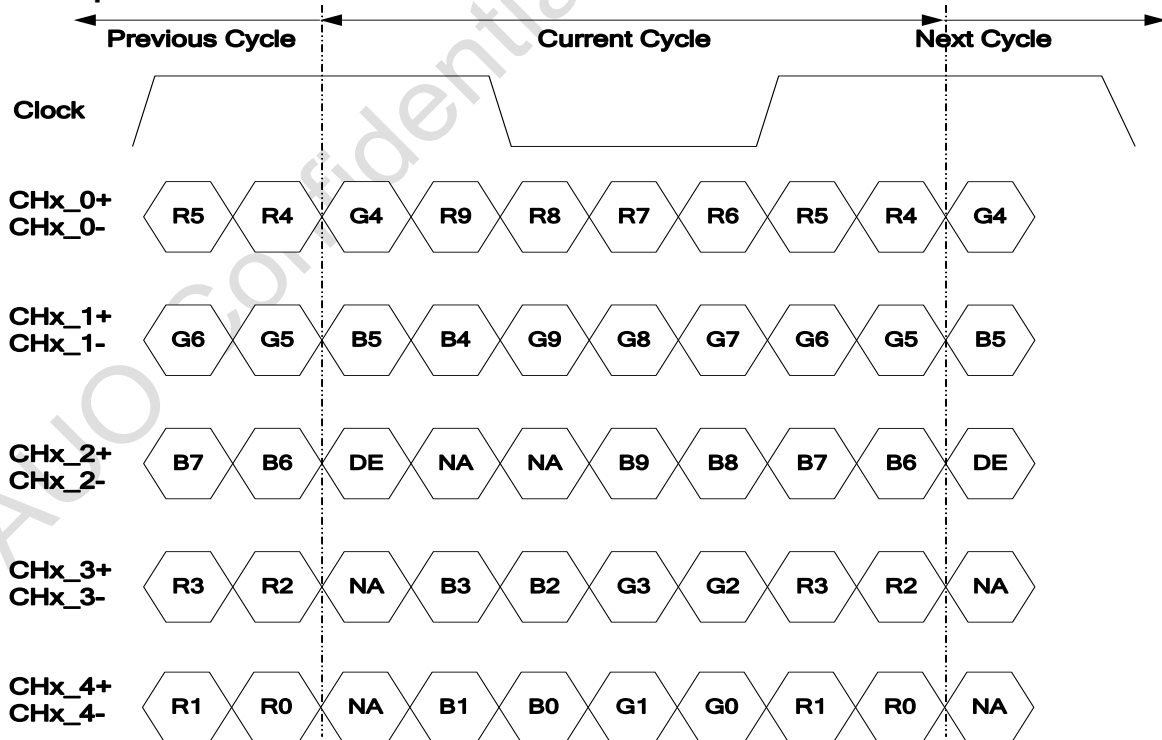 Previous Cycle Current Cycle Next Cycle
Clock
CHx_0+
CHx_0-
R5 R4 G4 R9 R8 R7 R6 R5 R4 G4
CHx_1+
CHx_1-
G6 G5 B5 B4 G9 G8 G7 G6 G5 B5
CHx_2+
CHx_2-
B7 B6 DE NA NA B9 B8 B7 B6 DE
CHx_3+
CHx_3-
R3 R2 NA B3 B2 G3 G2 R3 R2 NA
CHx_4+
CHx_4-
R1 R0 NA B1 B0 G1 G0 R1 R0 NA
AUO Confidential